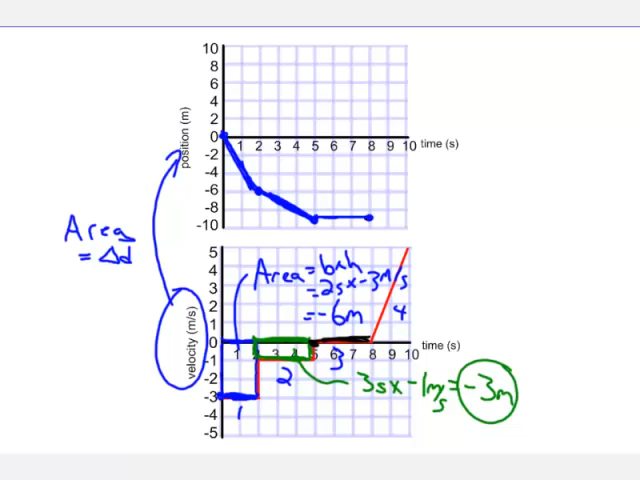 10
8
6
4
2
0
-2
-4
-6
-8
-10
position (m)
1 2 3 4 5 6 7 8 9 10 time (s)
Area
= Δd
5
4
3
2
1
0
-1
-2
-3
-4
-5
velocity (m/s)
Area = bxh
= 2s x -3m/s
= -6m
4
1 3 4 5 6 7 8 9 10 time (s)
3
2
1
3s x -1m/s = -3m